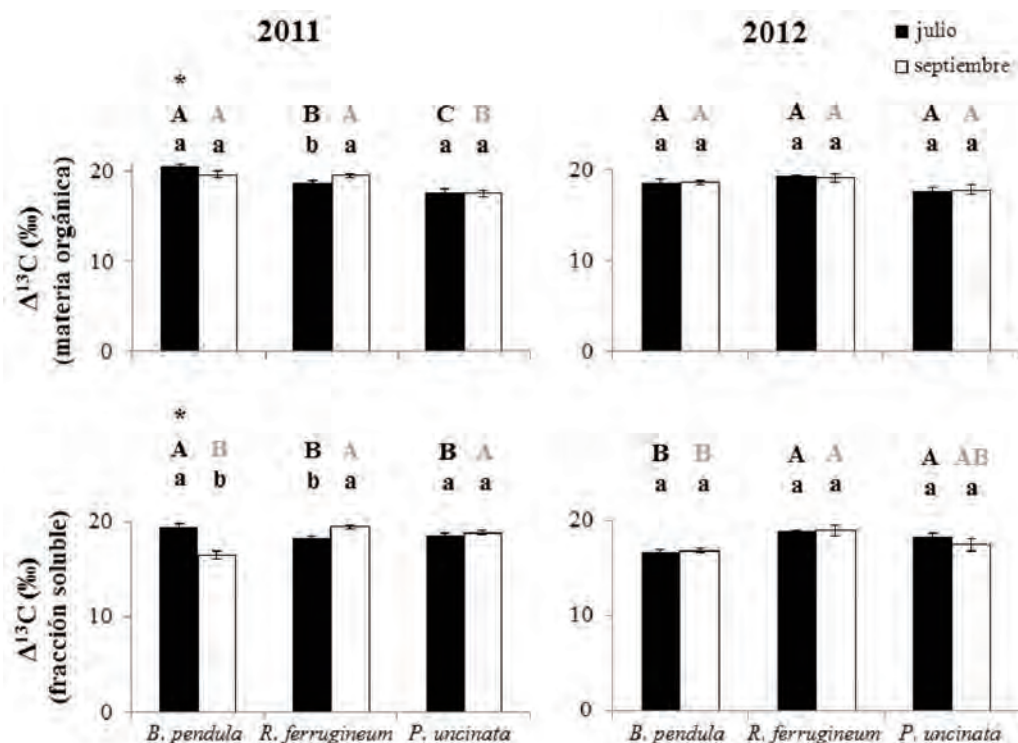 2011
2012
julio
septiembre
*
A A B A C B
a a b a a a
A A A A A A
a a a a a a
Δ¹³C (‰)
(materia orgánica)
20
10
0
20
10
0
*
A B B A B A
a b b a a a
B B A A A AB
a a a a a a
Δ¹³C (‰)
(fracción soluble)
20
10
0
20
10
0
B. pendula R. ferrugineum P. uncinata
B. pendula R. ferrugineum P. uncinata